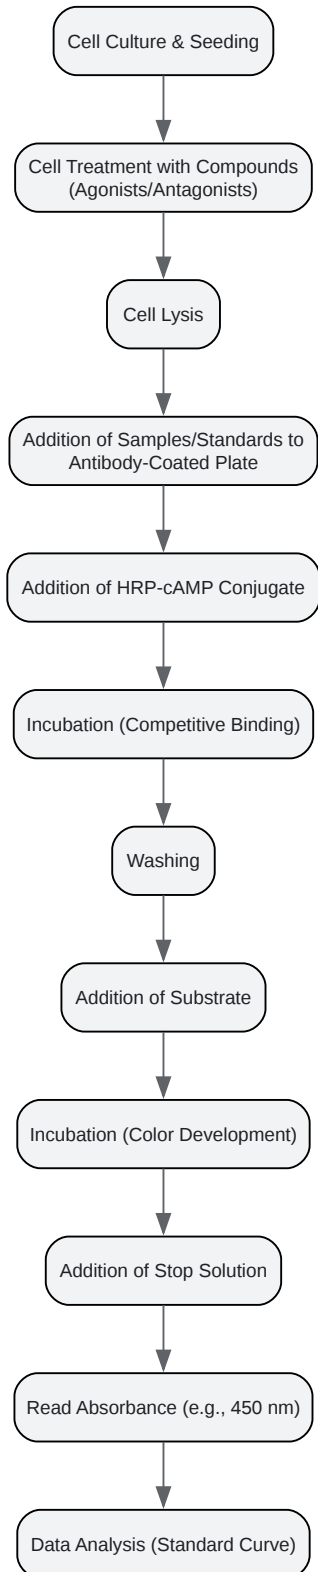 Cell Culture & Seeding
Cell Treatment with Compounds
(Agonists/Antagonists)
Cell Lysis
Addition of Samples/Standards to
Antibody-Coated Plate
Addition of HRP-cAMP Conjugate
Incubation (Competitive Binding)
Washing
Addition of Substrate
Incubation (Color Development)
Addition of Stop Solution
Read Absorbance (e.g., 450 nm)
Data Analysis (Standard Curve)